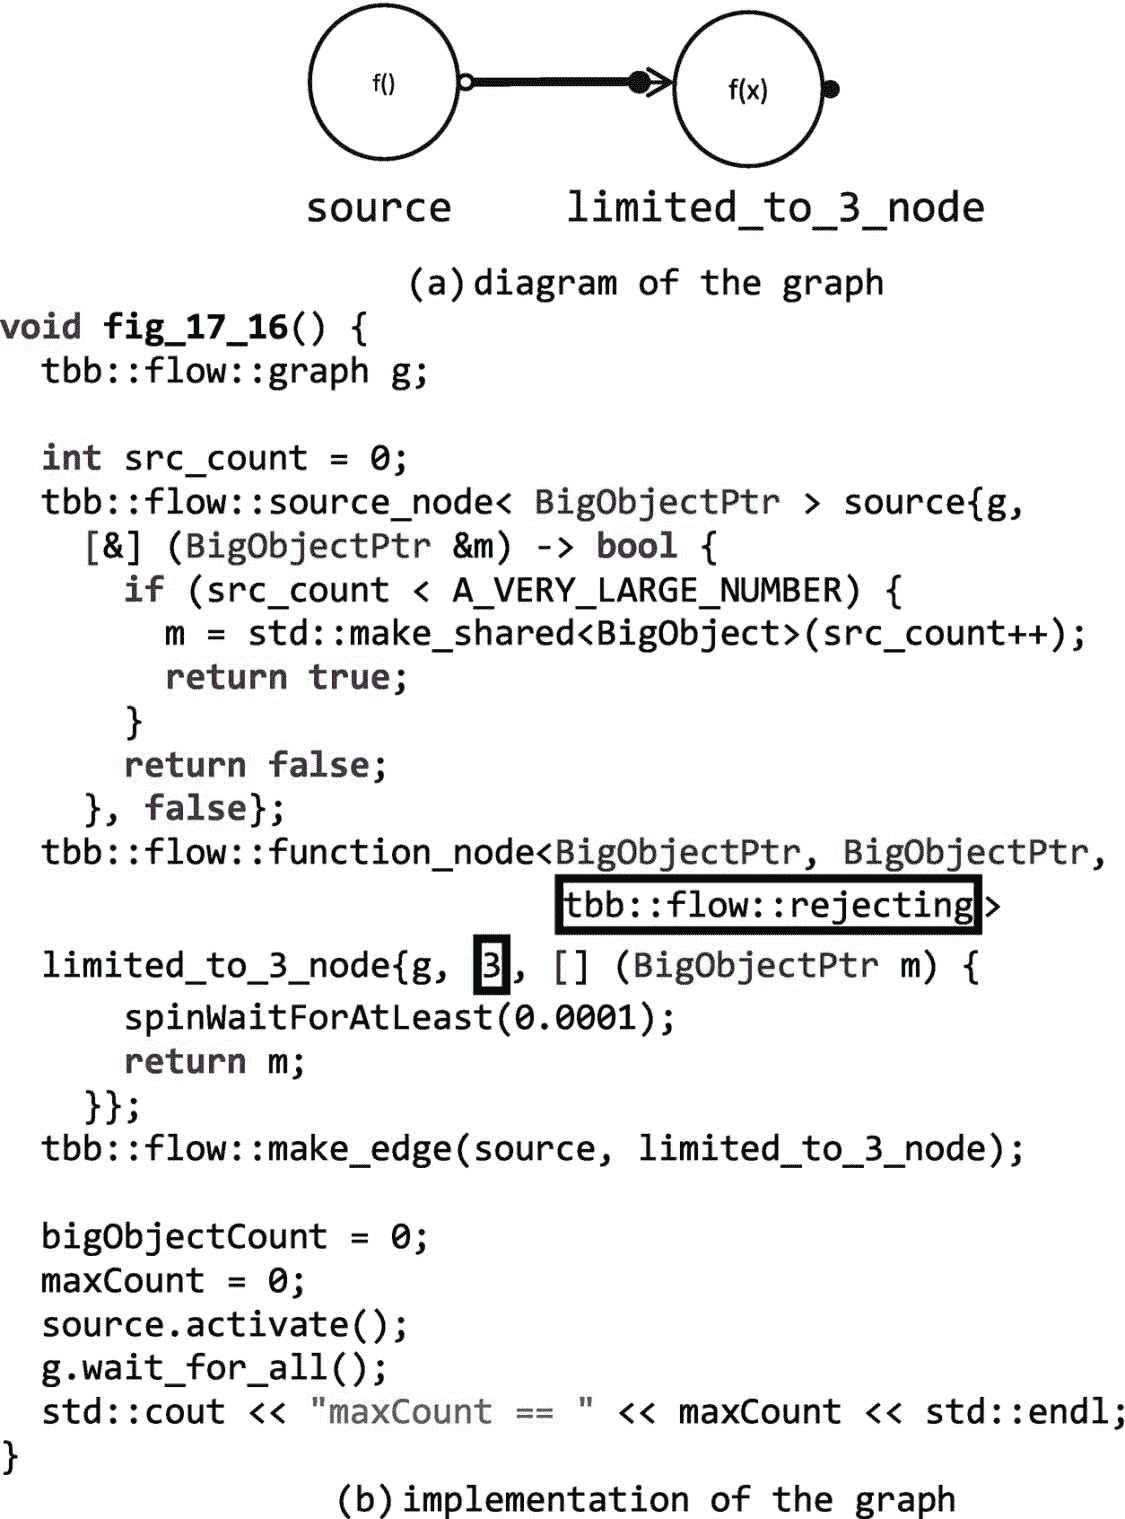 f()
f(x)
source
limited_to_3_node
(a) diagram of the graph
void fig_17_16() {
  tbb::flow::graph g;

  int src_count = 0;
  tbb::flow::source_node< BigObjectPtr > source{g,
    [&] (BigObjectPtr &m) -> bool {
      if (src_count < A_VERY_LARGE_NUMBER) {
        m = std::make_shared<BigObject>(src_count++);
        return true;
      }
      return false;
    }, false};
  tbb::flow::function_node<BigObjectPtr, BigObjectPtr,
                           tbb::flow::rejecting>
  limited_to_3_node{g, 3, [] (BigObjectPtr m) {
      spinWaitForAtLeast(0.0001);
      return m;
    }};
  tbb::flow::make_edge(source, limited_to_3_node);

  bigObjectCount = 0;
  maxCount = 0;
  source.activate();
  g.wait_for_all();
  std::cout << "maxCount == " << maxCount << std::endl;
}
(b) implementation of the graph